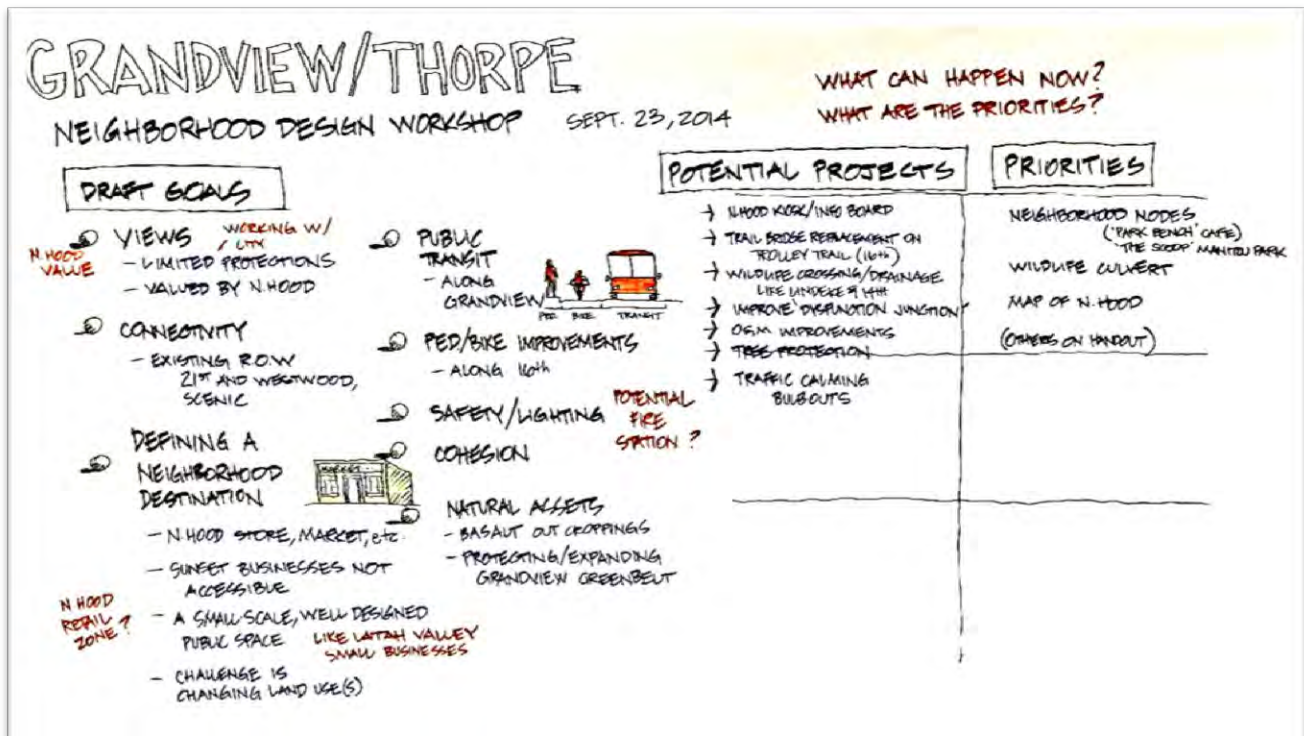 GRANDVIEW/THORPE
NEIGHBORHOOD DESIGN WORKSHOP SEPT. 23, 2014
WHAT CAN HAPPEN NOW?
WHAT ARE THE PRIORITIES?
DRAFT GOALS
N.HOOD
VALUE
VIEWS
WORKING W/
CITY
- LIMITED PROTECTIONS
- VALUED BY N.HOOD
CONNECTIVITY
- EXISTING R.O.W
21ST AND WESTWOOD,
SCENIC
DEFINING A
NEIGHBORHOOD
DESTINATION
MARKET
- N.HOOD STORE, MARKET, etc.
- SUNSET BUSINESSES NOT
ACCESSIBLE
N HOOD
RETAIL
ZONE?
- A SMALL SCALE, WELL DESIGNED
PUBLIC SPACE
LIKE LATAH VALLEY
SMALL BUSINESSES
- CHALLENGE IS
CHANGING LAND USE(S)
PUBLIC
TRANSIT
- ALONG
GRANDVIEW
PED BIKE TRANSIT
PED/BIKE IMPROVEMENTS
- ALONG 16th
SAFETY/LIGHTING
POTENTIAL
FIRE
STATION?
COHESION
NATURAL ASSETS
- BASALT OUT CROPPINGS
- PROTECTING/EXPANDING
GRANDVIEW GREENBELT
POTENTIAL PROJECTS
→ N.HOOD KIOSK/INFO BOARD
→ TRAIL BRIDGE REPLACEMENT ON
TROLLEY TRAIL (16th)
→ WILDLIFE CROSSING/DRAINAGE
LIKE LINDEKE & 14TH
→ IMPROVE 'DYSFUNCTION JUNCTION'
→ O&M IMPROVEMENTS
→ TREE PROTECTION
→ TRAFFIC CALMING
BULBOUTS
PRIORITIES
NEIGHBORHOOD NODES
('PARK BENCH' CAFE)
'THE SCOOP' MANITOU PARK
WILDLIFE CULVERT
MAP OF N.HOOD
(OTHERS ON HANDOUT)